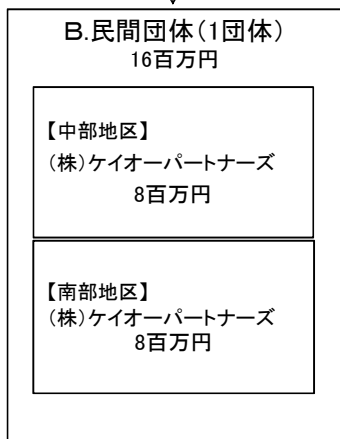 B.民間団体(1団体)
16百万円
【中部地区】
(株)ケイオーパートナーズ
8百万円
【南部地区】
(株)ケイオーパートナーズ
8百万円